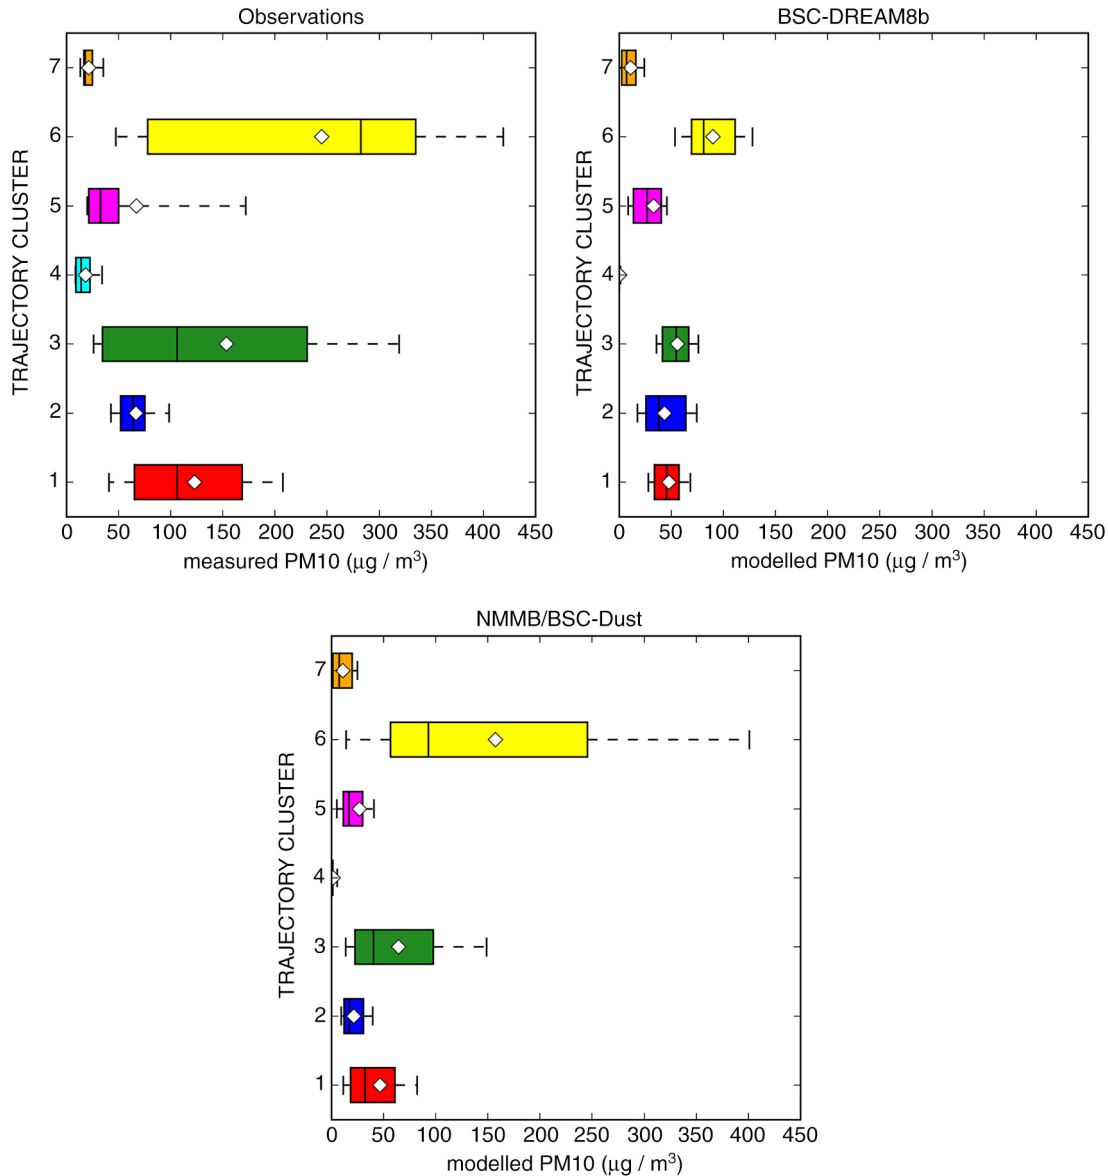 Observations
TRAJECTORY CLUSTER
7
6
5
4
3
2
1
0 50 100 150 200 250 300 350 400 450
measured PM10 (μg / m³)
BSC-DREAM8b
TRAJECTORY CLUSTER
7
6
5
4
3
2
1
0 50 100 150 200 250 300 350 400 450
modelled PM10 (μg / m³)
NMMB/BSC-Dust
TRAJECTORY CLUSTER
7
6
5
4
3
2
1
0 50 100 150 200 250 300 350 400 450
modelled PM10 (μg / m³)